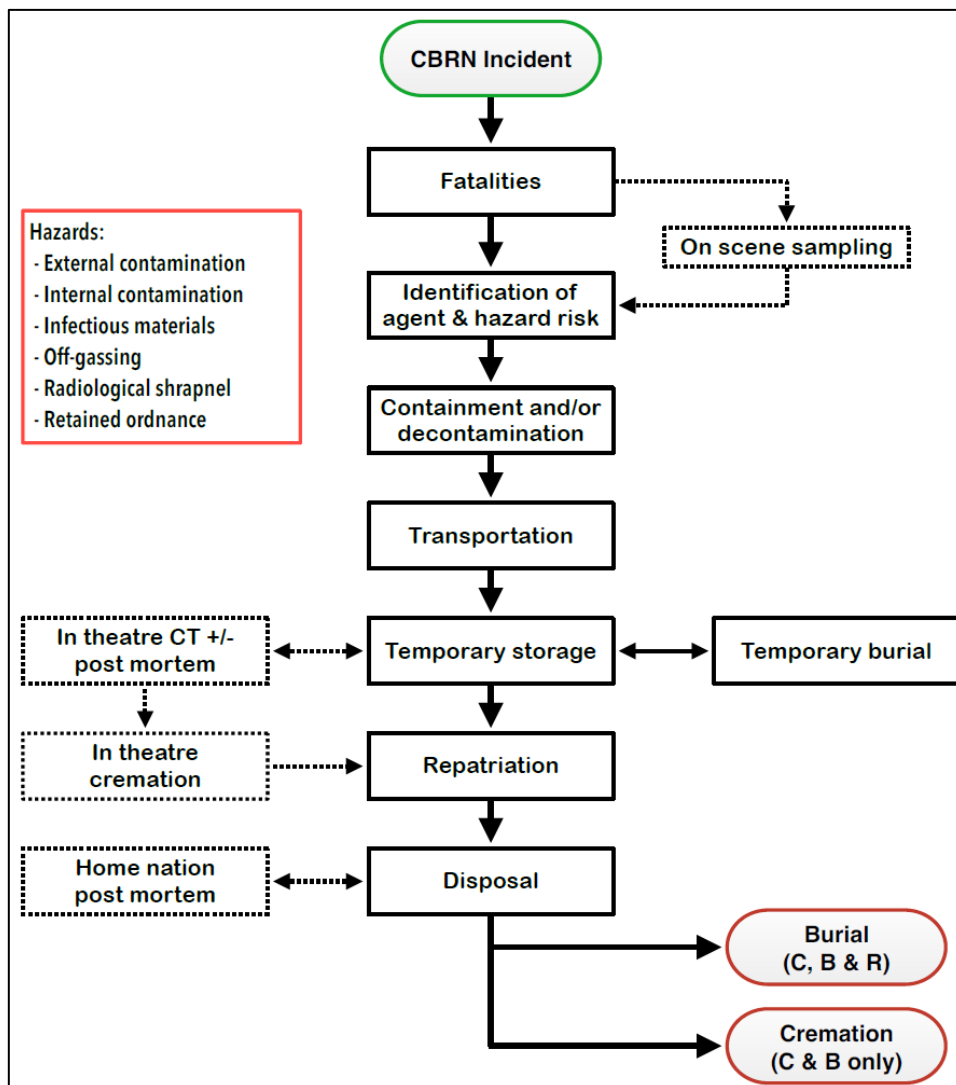 CBRN Incident
Fatalities
On scene sampling
Hazards:
- External contamination
- Internal contamination
- Infectious materials
- Off-gassing
- Radiological shrapnel
- Retained ordnance
Identification of
agent & hazard risk
Containment and/or
decontamination
Transportation
In theatre CT +/-
post mortem
Temporary storage
Temporary burial
In theatre
cremation
Repatriation
Home nation
post mortem
Disposal
Burial
(C, B & R)
Cremation
(C & B only)